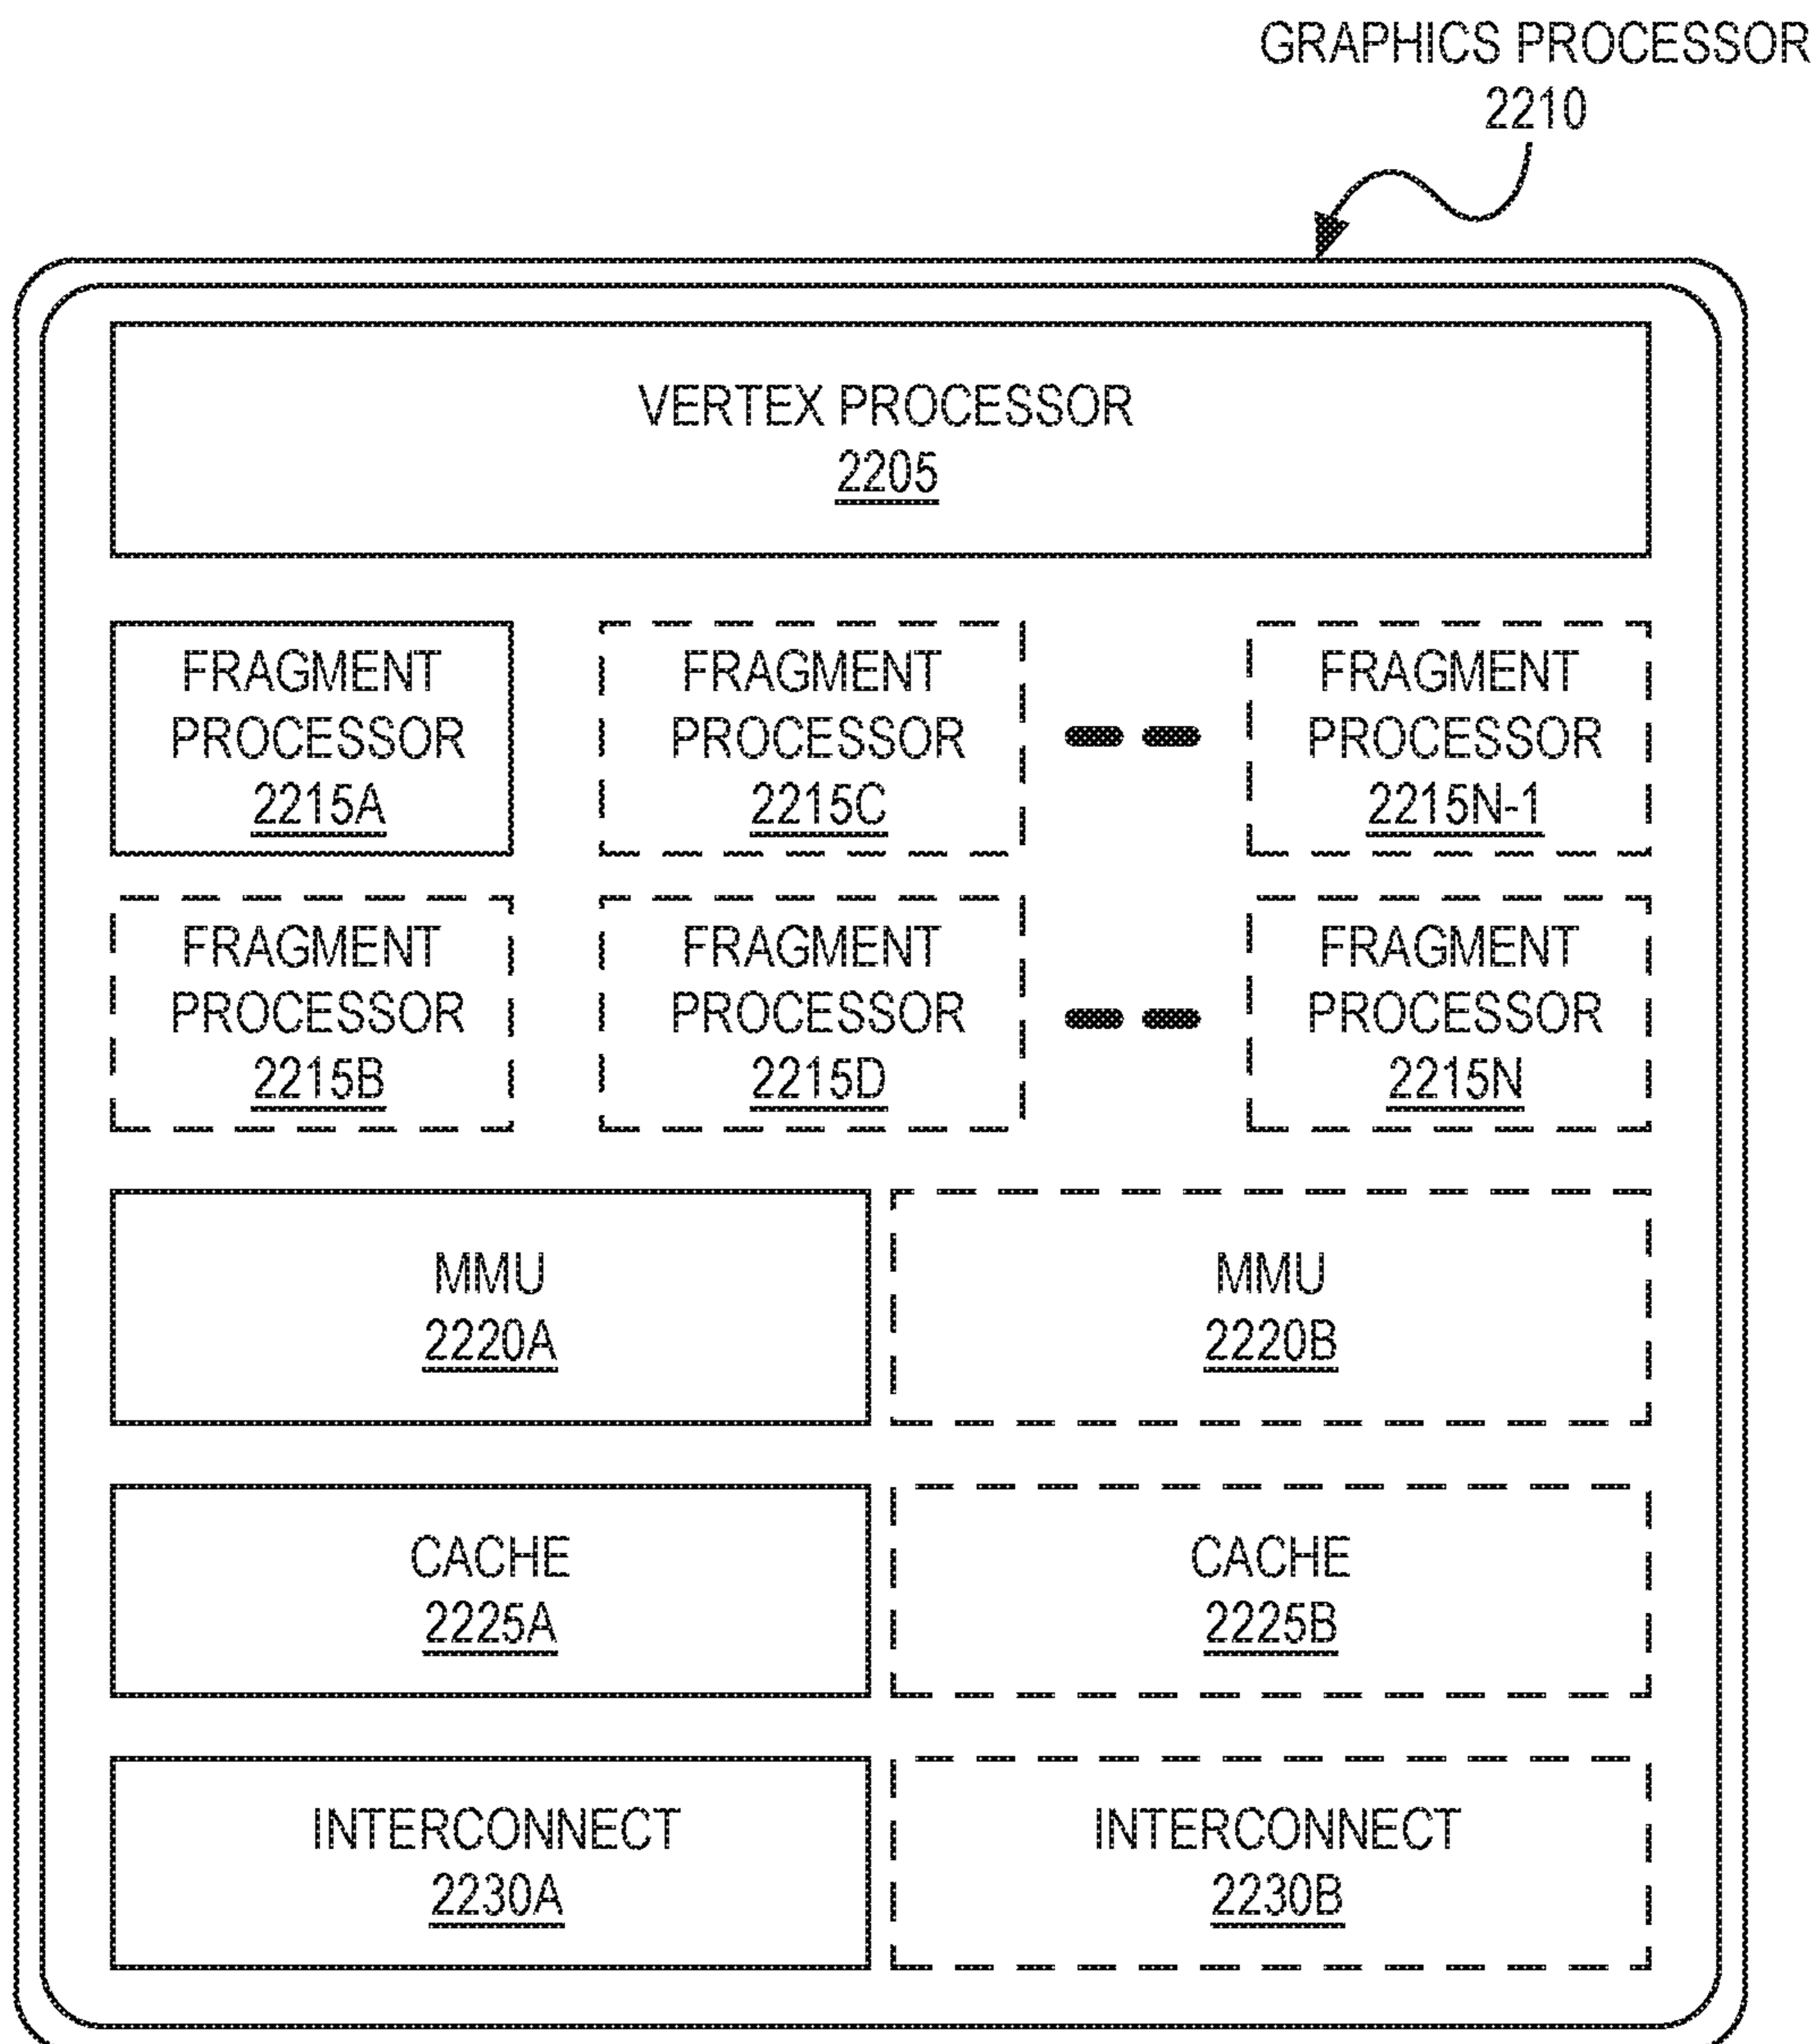 GRAPHICS PROCESSOR
2210
VERTEX PROCESSOR
2205
FRAGMENT
PROCESSOR
2215A
FRAGMENT
PROCESSOR
2215C
FRAGMENT
PROCESSOR
2215N-1
FRAGMENT
PROCESSOR
2215B
FRAGMENT
PROCESSOR
2215D
FRAGMENT
PROCESSOR
2215N
MMU
2220A
MMU
2220B
CACHE
2225A
CACHE
2225B
INTERCONNECT
2230A
INTERCONNECT
2230B